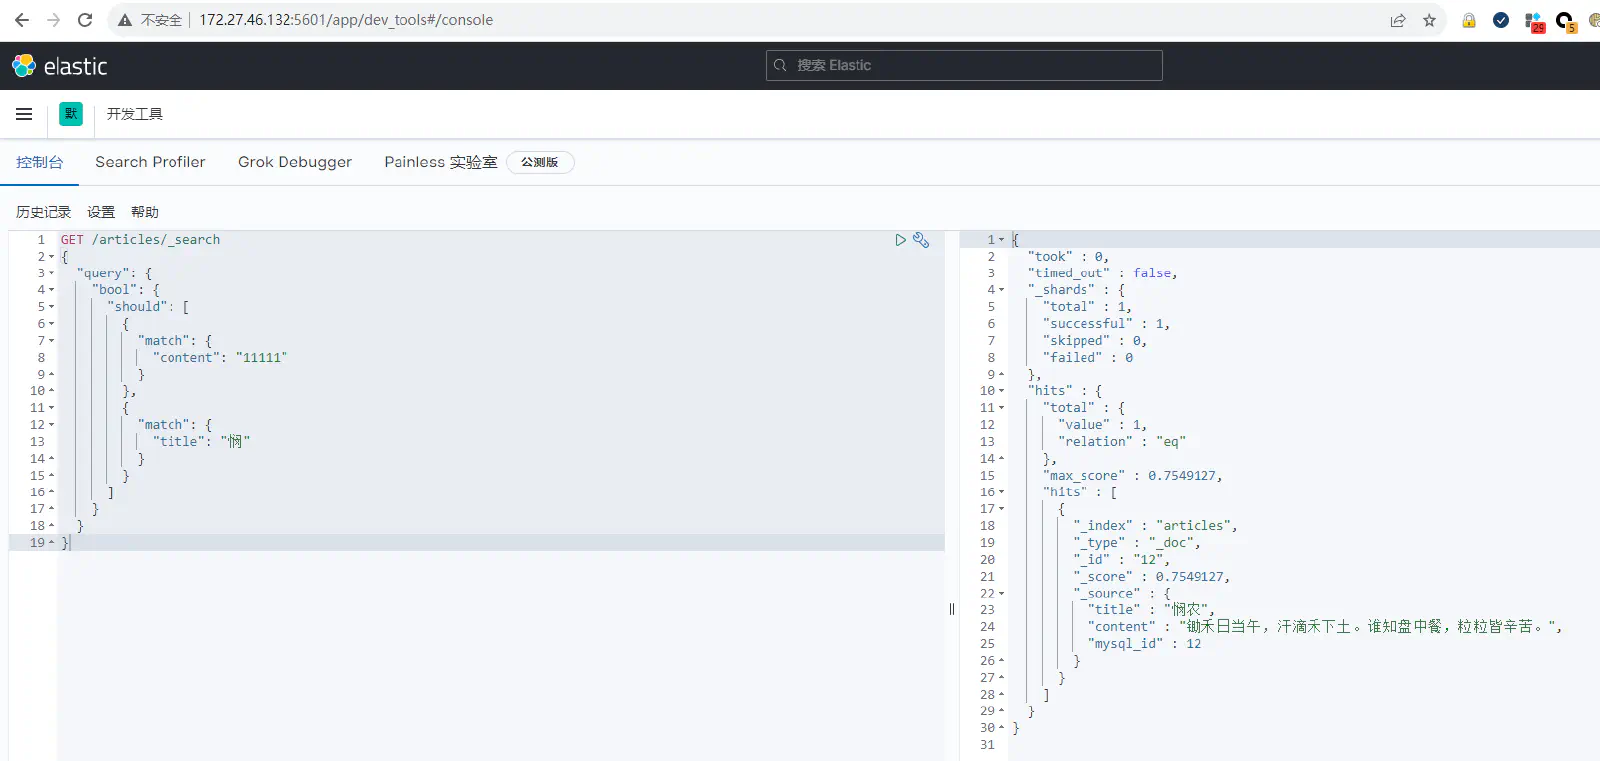 不安全 172.27.46.132:5601/app/dev_tools#/console
29 5
elastic 搜索 Elastic
默 开发工具
控制台 Search Profiler Grok Debugger Painless 实验室 公测版
历史记录 设置 帮助
1 GET /articles/_search
2 {
3 "query": {
4 "bool": {
5 "should": [
6 {
7 "match": {
8 "content": "11111"
9 }
10 },
11 {
12 "match": {
13 "title": "悯"
14 }
15 }
16 ]
17 }
18 }
19 }
1 {
2 "took" : 0,
3 "timed_out" : false,
4 "_shards" : {
5 "total" : 1,
6 "successful" : 1,
7 "skipped" : 0,
8 "failed" : 0
9 },
10 "hits" : {
11 "total" : {
12 "value" : 1,
13 "relation" : "eq"
14 },
15 "max_score" : 0.7549127,
16 "hits" : [
17 {
18 "_index" : "articles",
19 "_type" : "_doc",
20 "_id" : "12",
21 "_score" : 0.7549127,
22 "_source" : {
23 "title" : "悯农",
24 "content" : "锄禾日当午，汗滴禾下土。谁知盘中餐，粒粒皆辛苦。",
25 "mysql_id" : 12
26 }
27 }
28 ]
29 }
30 }
31